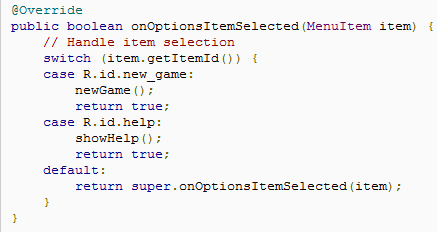 @Override
public boolean onOptionsItemSelected(MenuItem item) {
    // Handle item selection
    switch (item.getItemId()) {
    case R.id.new_game:
        newGame();
        return true;
    case R.id.help:
        showHelp();
        return true;
    default:
        return super.onOptionsItemSelected(item);
    }
}